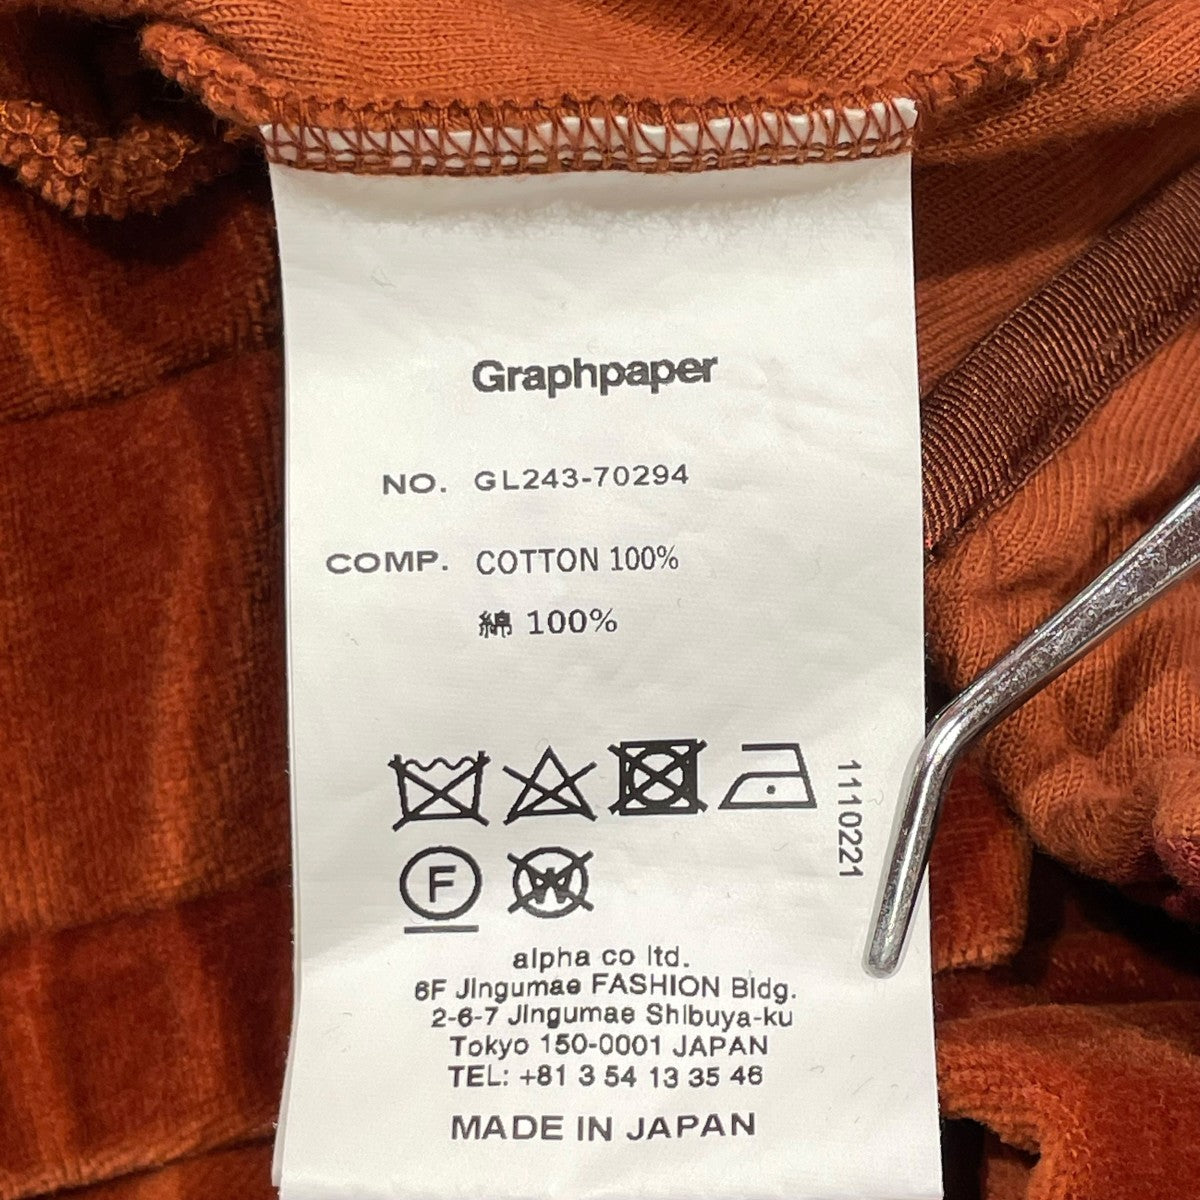 Graphpaper
NO. GL243-70294
COMP. COTTON 100%
綿 100%
1110221
F
W
alpha co ltd.
6F Jingumae FASHION Bldg.
2-6-7 Jingumae Shibuya-ku
Tokyo 150-0001 JAPAN
TEL: +81 3 54 13 35 46
MADE IN JAPAN